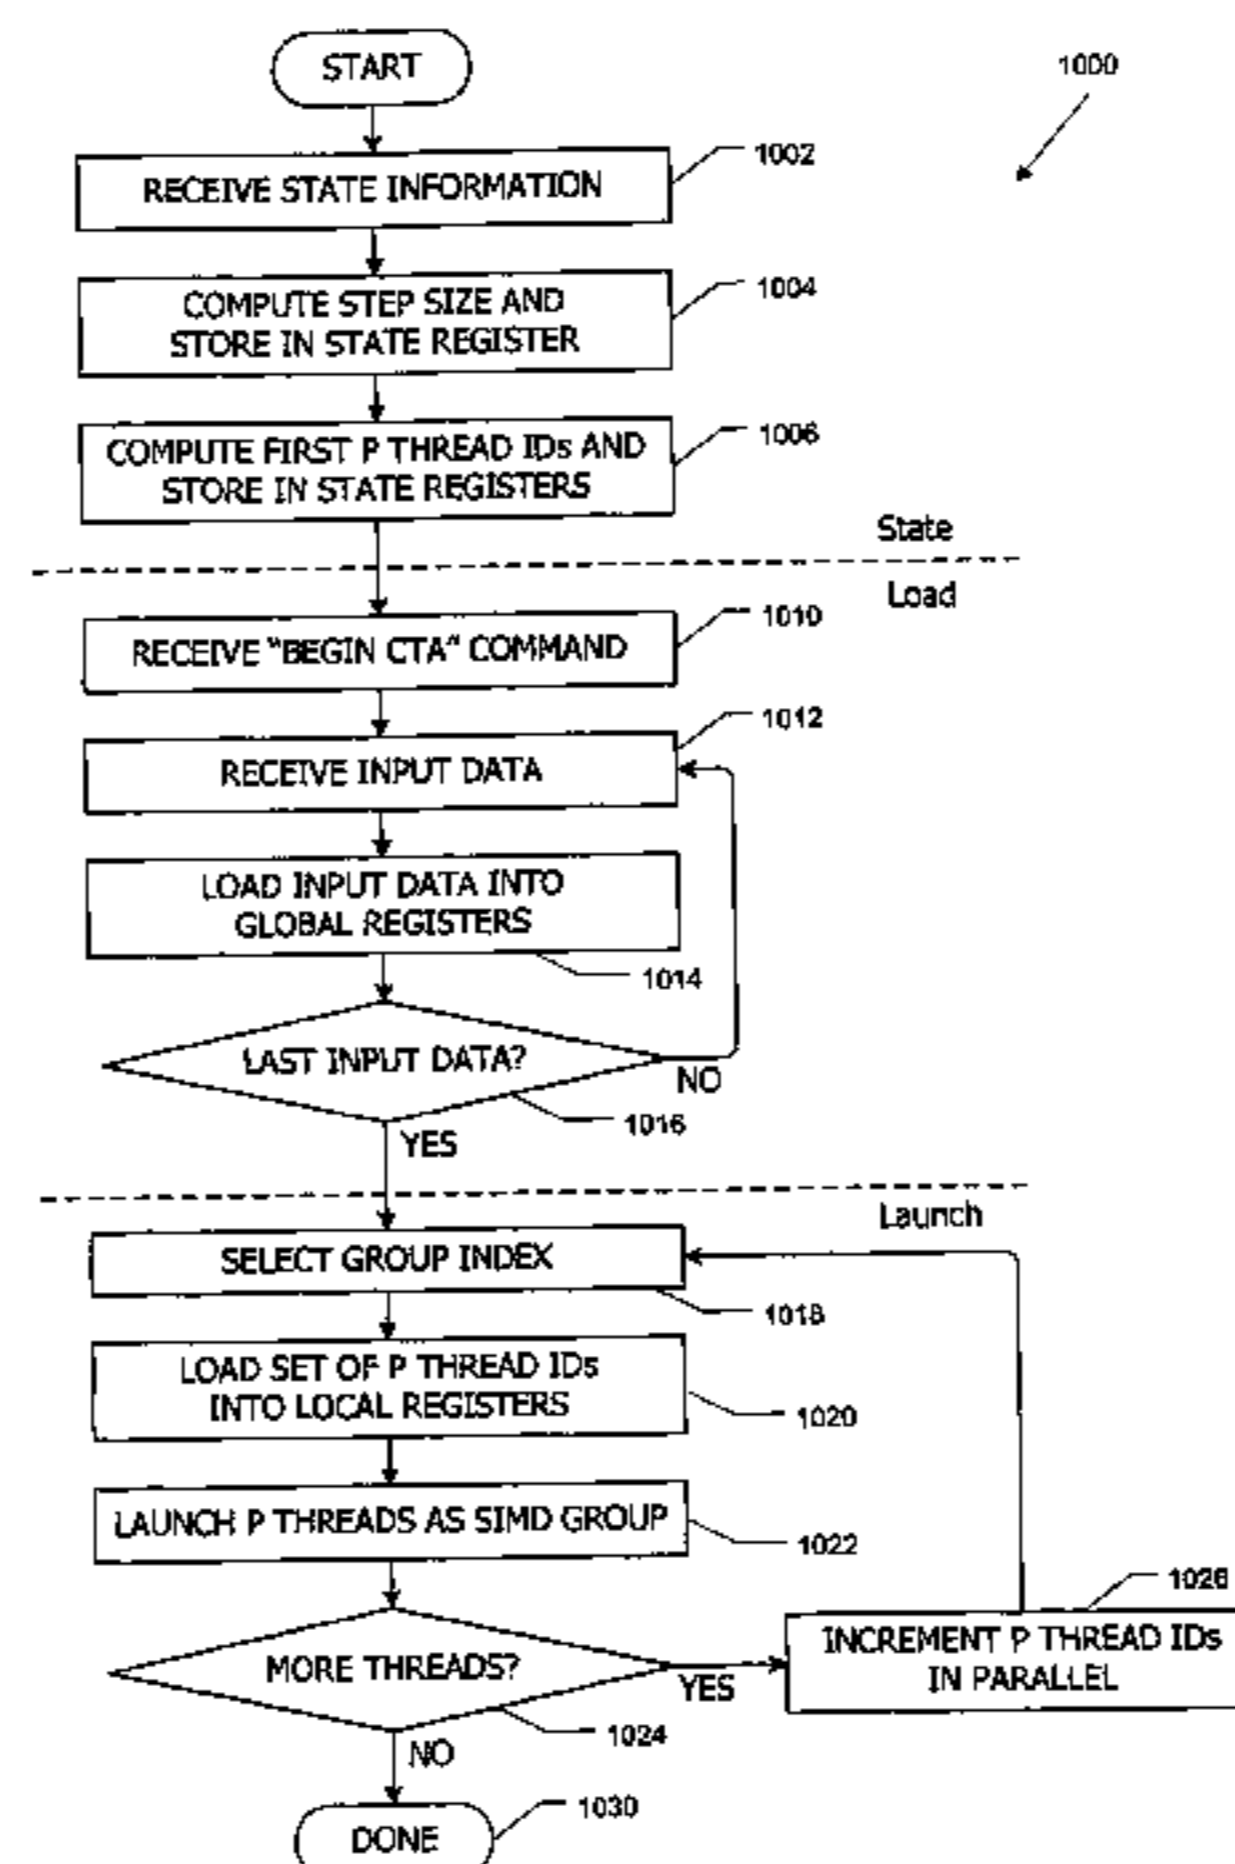 START
1000
RECEIVE STATE INFORMATION
1002
COMPUTE STEP SIZE AND
STORE IN STATE REGISTER
1004
COMPUTE FIRST P THREAD IDs AND
STORE IN STATE REGISTERS
1006
State
Load
RECEIVE "BEGIN CTA" COMMAND
1010
RECEIVE INPUT DATA
1012
LOAD INPUT DATA INTO
GLOBAL REGISTERS
1014
LAST INPUT DATA?
NO
1016
YES
Launch
SELECT GROUP INDEX
1018
LOAD SET OF P THREAD IDs
INTO LOCAL REGISTERS
1020
LAUNCH P THREADS AS SIMD GROUP
1022
MORE THREADS?
YES
1024
INCREMENT P THREAD IDs
IN PARALLEL
1026
NO
DONE
1030